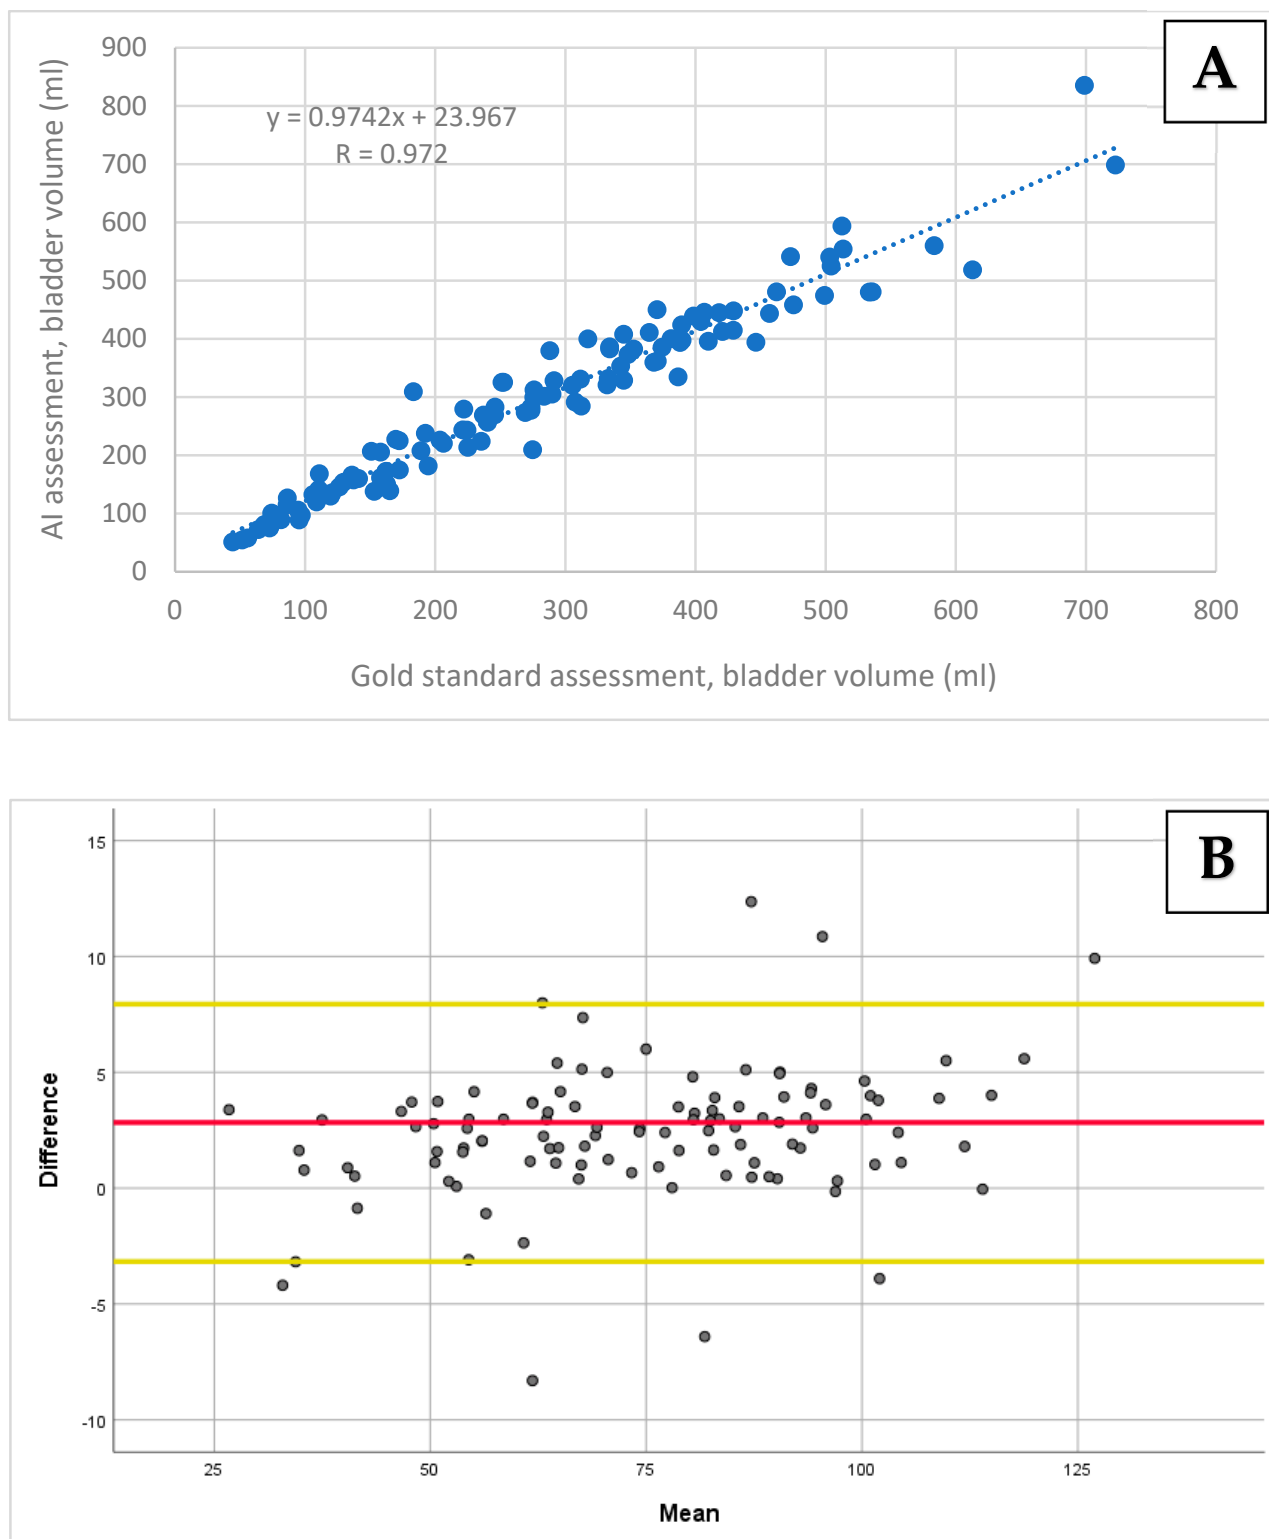 A
y = 0.9742x + 23.967
R = 0.972
AI assessment, bladder volume (ml)
900
800
700
600
500
400
300
200
100
0
0 100 200 300 400 500 600 700 800
Gold standard assessment, bladder volume (ml)
B
Difference
15
10
5
0
-5
-10
25 50 75 100 125
Mean